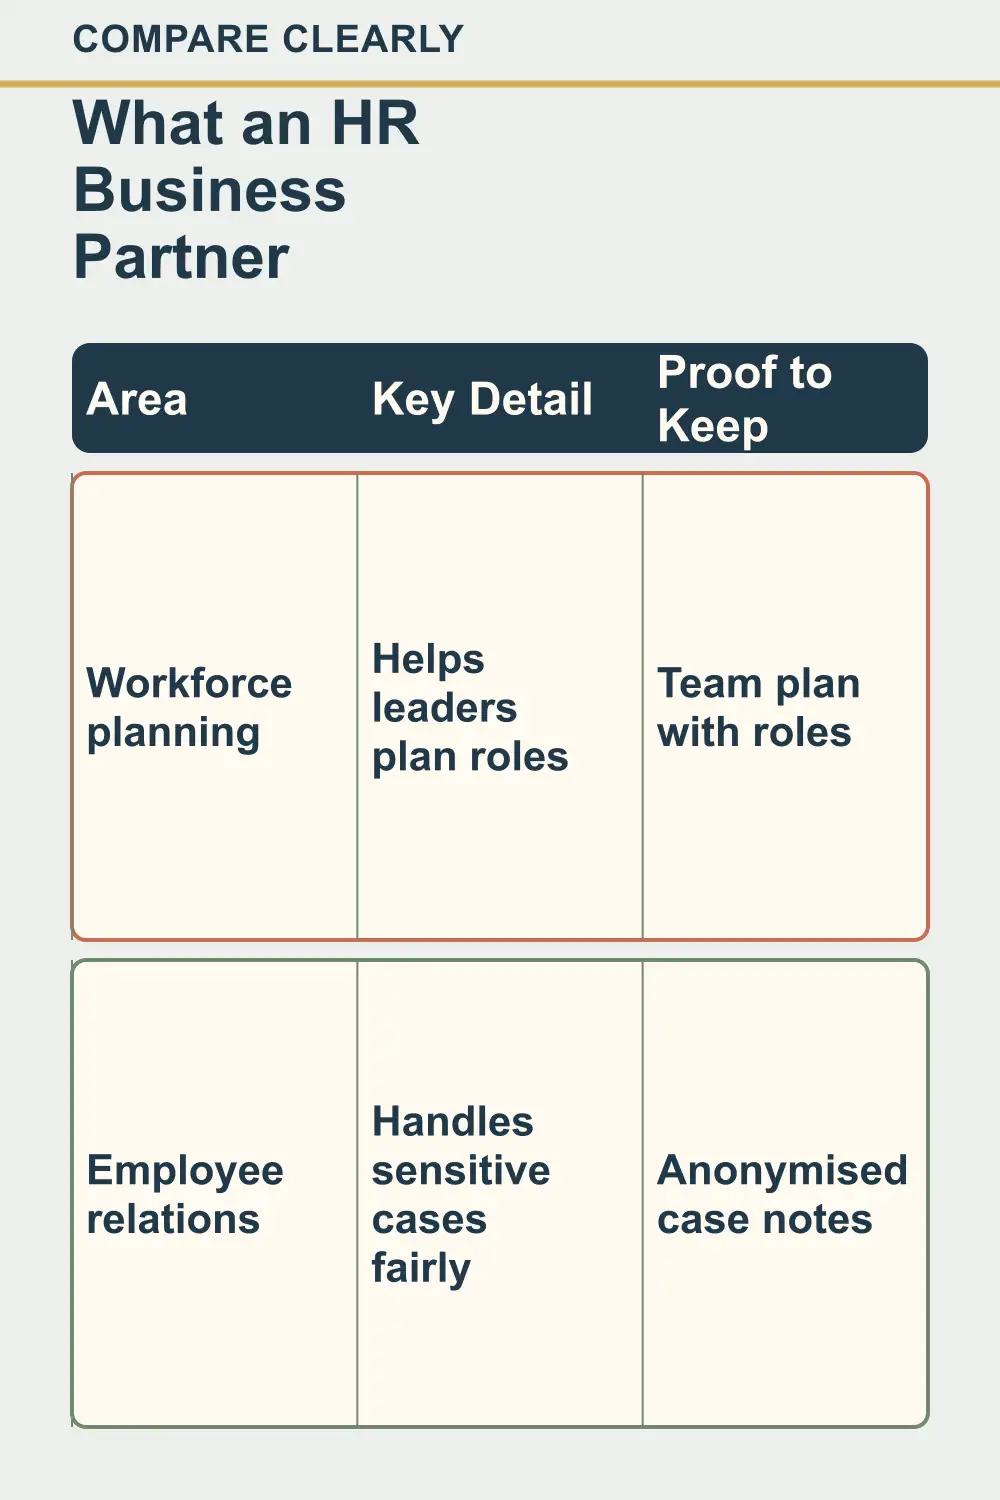 COMPARE CLEARLY
What an HR
Business
Partner
Area
Key Detail
Proof to
Keep
Workforce
planning
Helps
leaders
plan roles
Team plan
with roles
Employee
relations
Handles
sensitive
cases
fairly
Anonymised
case notes